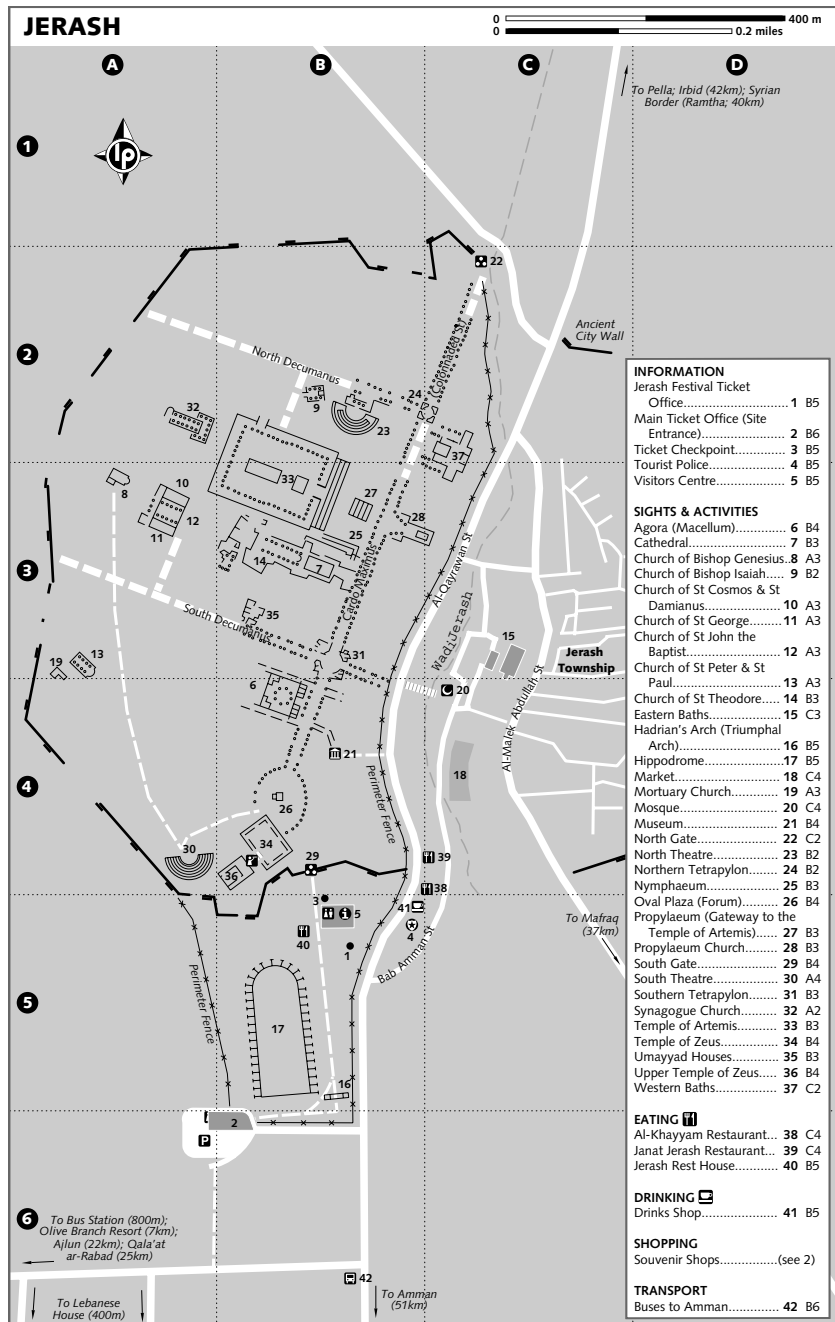 JERASH
0 400 m
0 0.2 miles
A B C D
To Pella; Irbid (42km); Syrian
Border (Ramtha; 40km)
1
lp
22
Ancient
City Wall
2
North Decumanus
(Colonnaded St)
24
9
23
32
37
33
8
10
27
12
28
11
25
3
14
7
Cardo Maximus
Al-Qayrawan St
35
South Decumanus
Wadi Jerash
15
Jerash
Township
13
19
31
6
20
Al-Malek Abdullah St
21
18
4
Perimeter Fence
26
30
34
36
29
39
38
3
41
5
4
40
1
To Mafraq
(37km)
Bab Amman St
Perimeter Fence
5
17
16
2
P
6
To Bus Station (800m);
Olive Branch Resort (7km);
Ajlun (22km); Qala'at
ar-Rabad (25km)
42
To Lebanese
House (400m)
To Amman
(51km)
INFORMATION
Jerash Festival Ticket
Office............................1 B5
Main Ticket Office (Site
Entrance)......................2 B6
Ticket Checkpoint............3 B5
Tourist Police...................4 B5
Visitors Centre.................5 B5
SIGHTS & ACTIVITIES
Agora (Macellum).............. 6 B4
Cathedral........................ 7 B3
Church of Bishop Genesius..8 A3
Church of Bishop Isaiah..... 9 B2
Church of St Cosmos & St
Damianus.................... 10 A3
Church of St George........ 11 A3
Church of St John the
Baptist........................ 12 A3
Church of St Peter & St
Paul............................ 13 A3
Church of St Theodore.... 14 B3
Eastern Baths.................. 15 C3
Hadrian's Arch (Triumphal
Arch).......................... 16 B5
Hippodrome................... 17 B5
Market........................... 18 C4
Mortuary Church............ 19 A3
Mosque.......................... 20 C4
Museum......................... 21 B4
North Gate..................... 22 C2
North Theatre................. 23 B2
Northern Tetrapylon........ 24 B2
Nymphaeum................... 25 B3
Oval Plaza (Forum)......... 26 B4
Propylaeum (Gateway to the
Temple of Artemis)...... 27 B3
Propylaeum Church......... 28 B3
South Gate..................... 29 B4
South Theatre................. 30 A4
Southern Tetrapylon........ 31 B3
Synagogue Church.......... 32 A2
Temple of Artemis........... 33 B3
Temple of Zeus............... 34 B4
Umayyad Houses............ 35 B3
Upper Temple of Zeus..... 36 B4
Western Baths................. 37 C2
EATING
Al-Khayyam Restaurant... 38 C4
Janat Jerash Restaurant... 39 C4
Jerash Rest House............ 40 B5
DRINKING
Drinks Shop.................... 41 B5
SHOPPING
Souvenir Shops...............(see 2)
TRANSPORT
Buses to Amman............. 42 B6